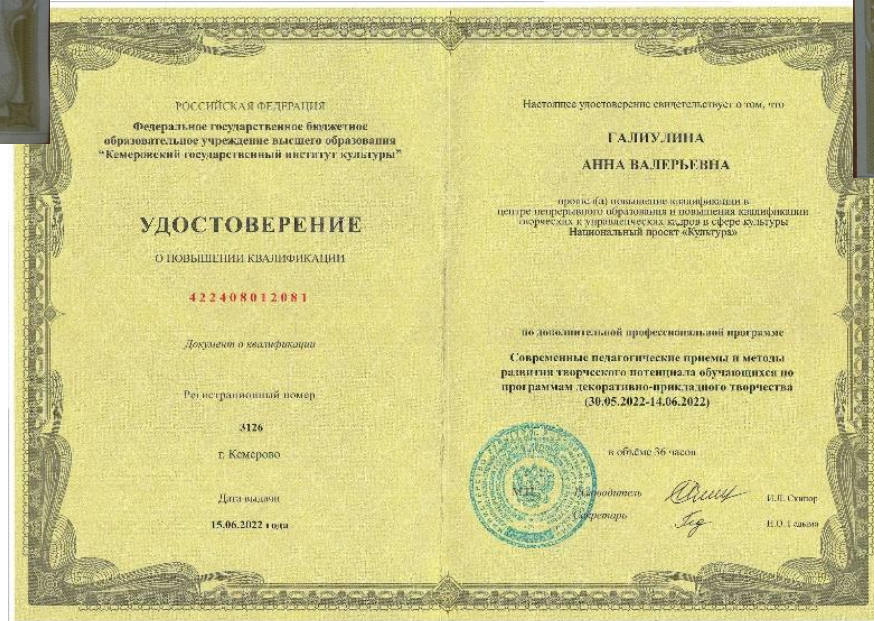 РОССИЙСКАЯ ФЕДЕРАЦИЯ
Федеральное государственное бюджетное
образовательное учреждение высшего образования
"Кемеровский государственный институт культуры"
УДОСТОВЕРЕНИЕ
О ПОВЫШЕНИИ КВАЛИФИКАЦИИ
422408012081
Документ о квалификации
Регистрационный номер
3126
г. Кемерово
Дата выдачи
15.06.2022 года
Настоящее удостоверение свидетельствует о том, что
ГАЛИУЛИНА
АННА ВАЛЕРЬЕВНА
прошел(а) повышение квалификации в
центре непрерывного образования и повышения квалификации
творческих и управленческих кадров в сфере культуры
Национальный проект «Культура»
по дополнительной профессиональной программе
Современные педагогические приемы и методы
развития творческого потенциала обучающихся по
программам декоративно-прикладного творчества
(30.05.2022-14.06.2022)
в объёме 36 часов
М.П. Руководитель И.Л. Скипор
Секретарь Н.О.